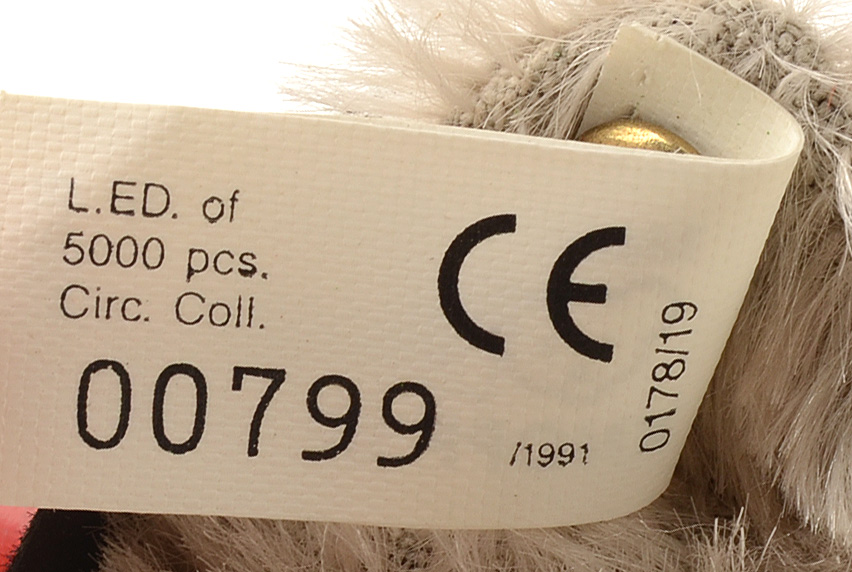 L.ED. of
5000 pcs.
Circ. Coll.
00799
/1991
CE
0178/19